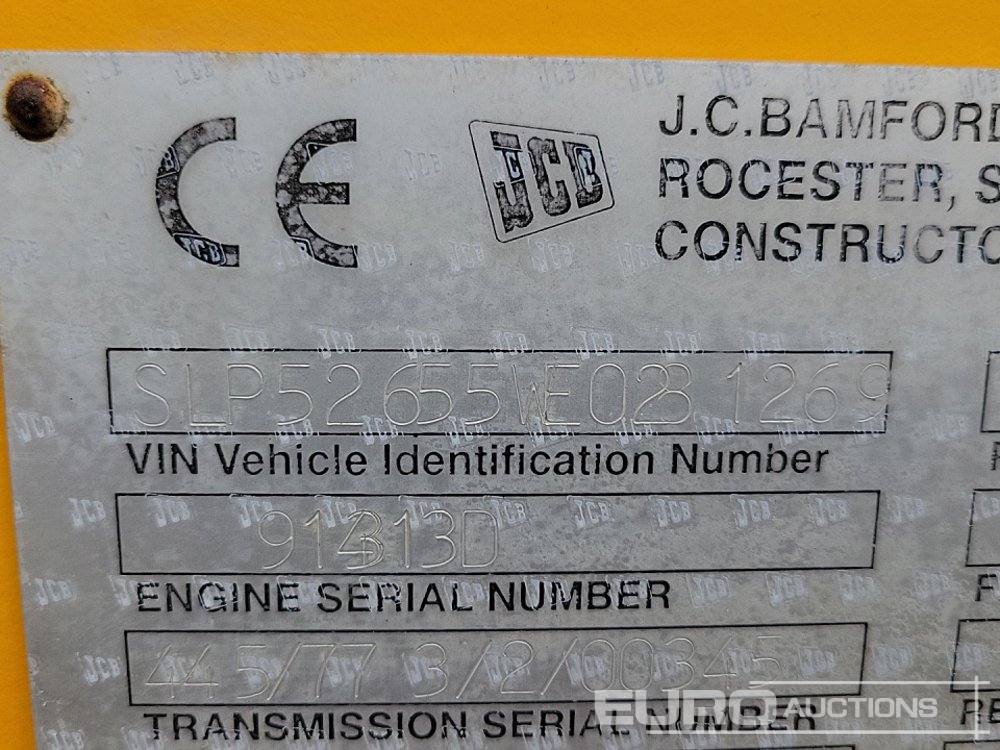 CE JCB J.C.BAMFORD
ROCESTER, S
CONSTRUCTO
SLP52655WE0281269
VIN Vehicle Identification Number
ENGINE SERIAL NUMBER
445/77 3/2/00345
TRANSMISSION SERIAL NUMBER
EURO AUCTIONS